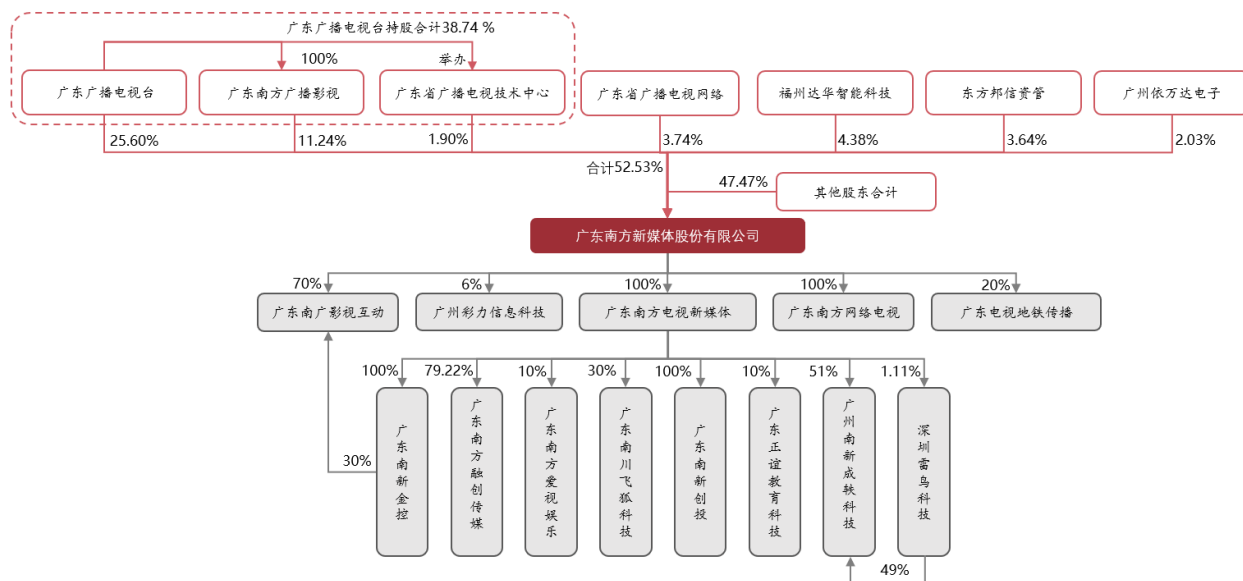 广东广播电视台持股合计38.74 %
100%
举办
广东广播电视台
广东南方广播影视
广东省广播电视技术中心
广东省广播电视网络
福州达华智能科技
东方邦信资管
广州依万达电子
25.60%
11.24%
1.90%
3.74%
4.38%
3.64%
2.03%
合计52.53%
47.47%
其他股东合计
广东南方新媒体股份有限公司
70%
6%
100%
100%
20%
广东南广影视互动
广州彩力信息科技
广东南方电视新媒体
广东南方网络电视
广东电视地铁传播
100%
79.22%
10%
30%
100%
10%
51%
1.11%
广东南新金控
广东南方融创传媒
广东南方爱视娱乐
广东南川飞狐科技
广东南新创投
广东正谊教育科技
广州南新成轶科技
深圳雷鸟科技
30%
49%